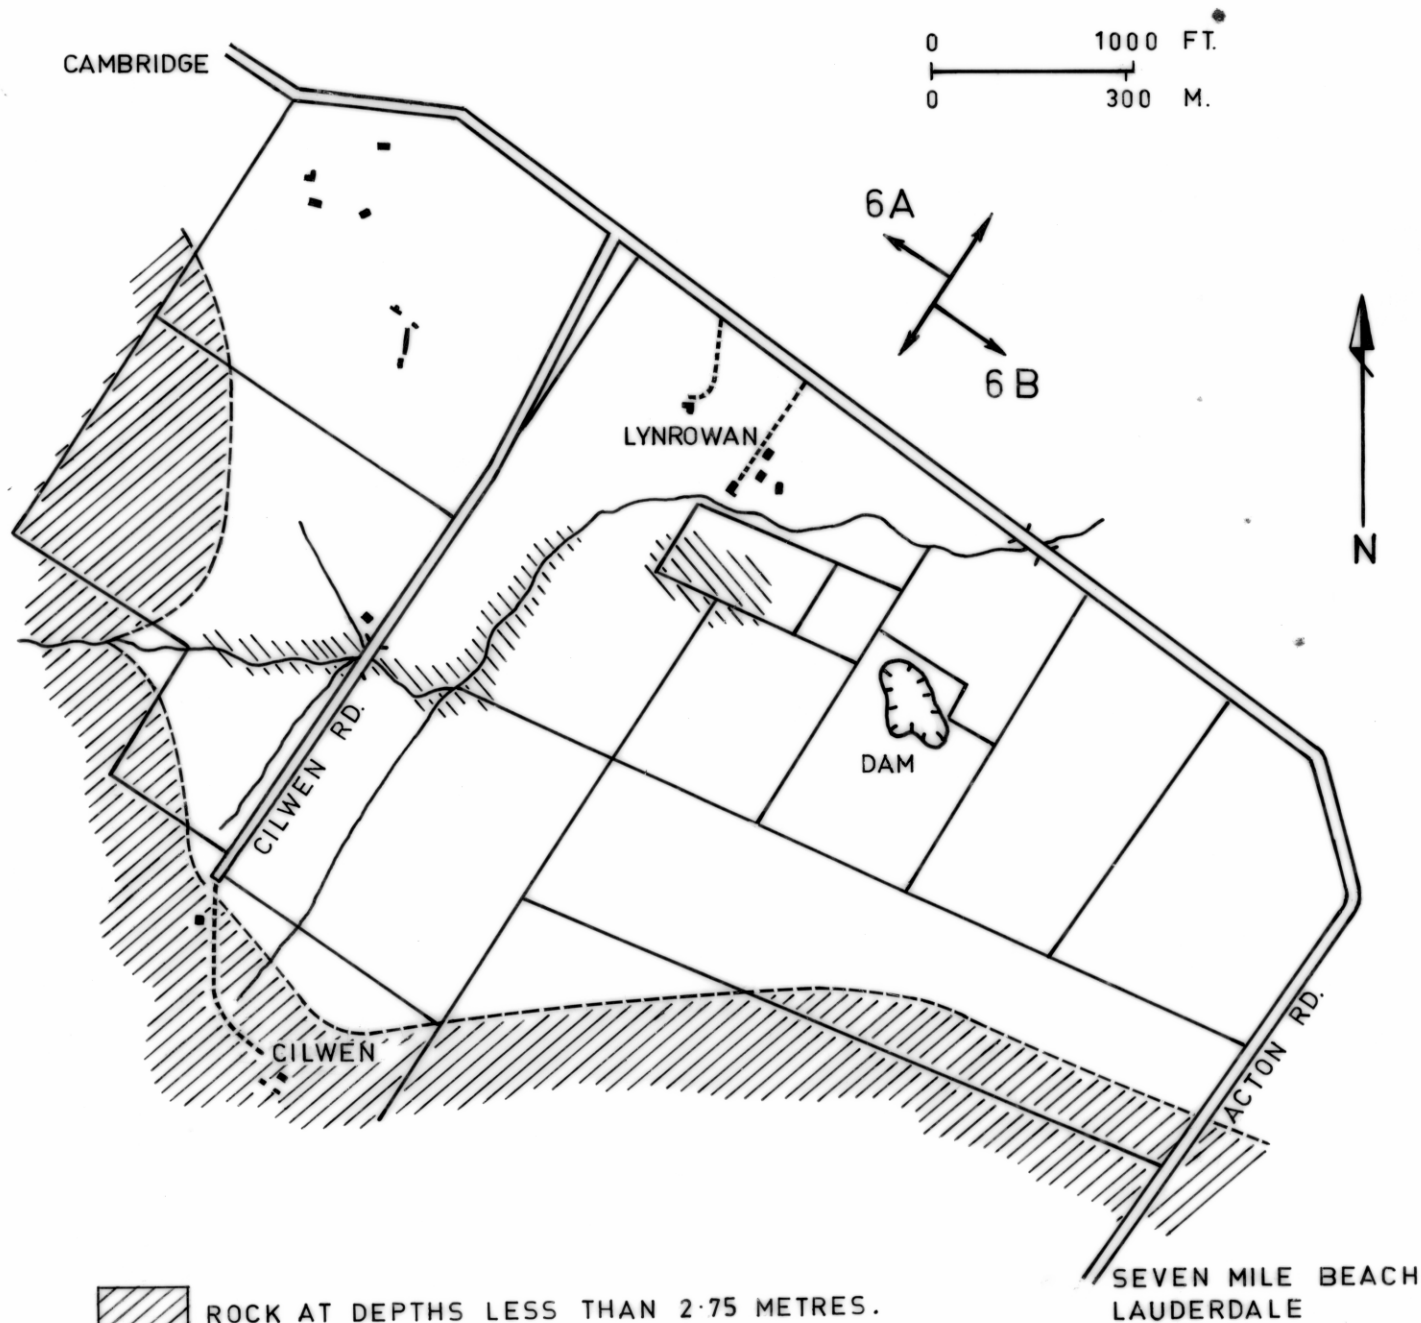 CAMBRIDGE
0 1000 FT.
0 300 M.
6A
6B
N
LYNROWAN
DAM
CILWEN RD.
CILWEN
ACTON RD.
SEVEN MILE BEACH
LAUDERDALE
ROCK AT DEPTHS LESS THAN 2·75 METRES.